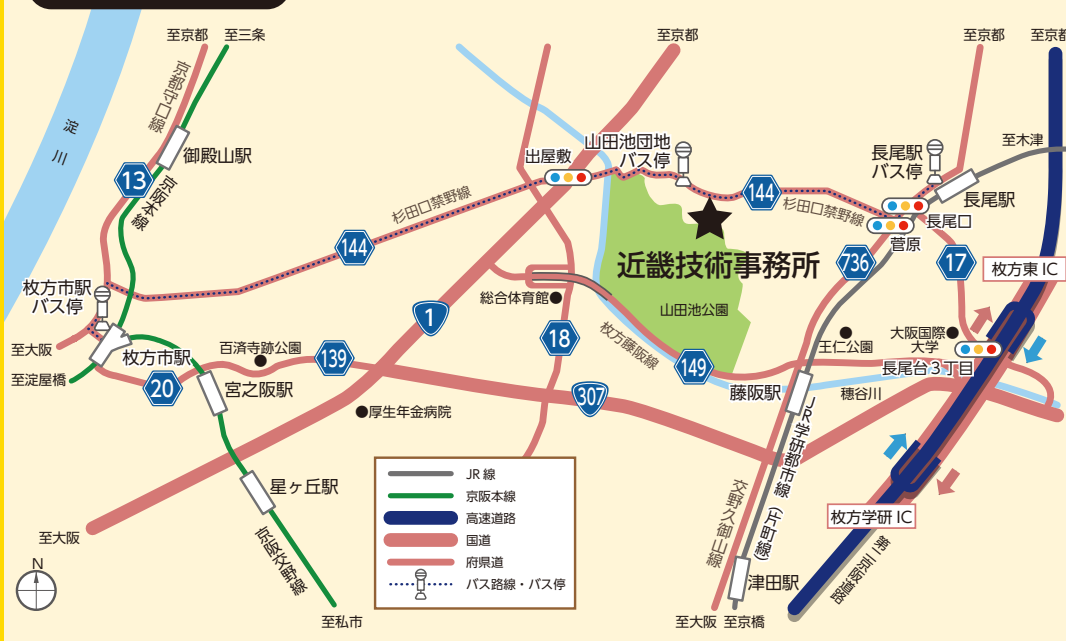 至京都
至三条
至京都
至京都
至京都
淀川
京都守口線
御殿山駅
13
京阪本線
出屋敷
山田池団地
バス停
長尾駅
バス停
至木津
長尾駅
144
杉田口禁野線
144
杉田口禁野線
長尾口
菅原
近畿技術事務所
736
17
枚方東 IC
枚方市駅
バス停
1
総合体育館
山田池公園
18
枚方藤阪線
王仁公園
大阪国際
大学
至大阪
枚方市駅
百済寺跡公園
139
149
長尾台3丁目
至淀屋橋
20
宮之阪駅
307
藤阪駅
穂谷川
厚生年金病院
JR学研都市線(片町線)
星ヶ丘駅
JR 線
京阪本線
高速道路
国道
府県道
バス路線・バス停
交野久御山線
枚方学研 IC
至大阪
京阪交野線
第二京阪道路
N
津田駅
至私市
至大阪
至京橋